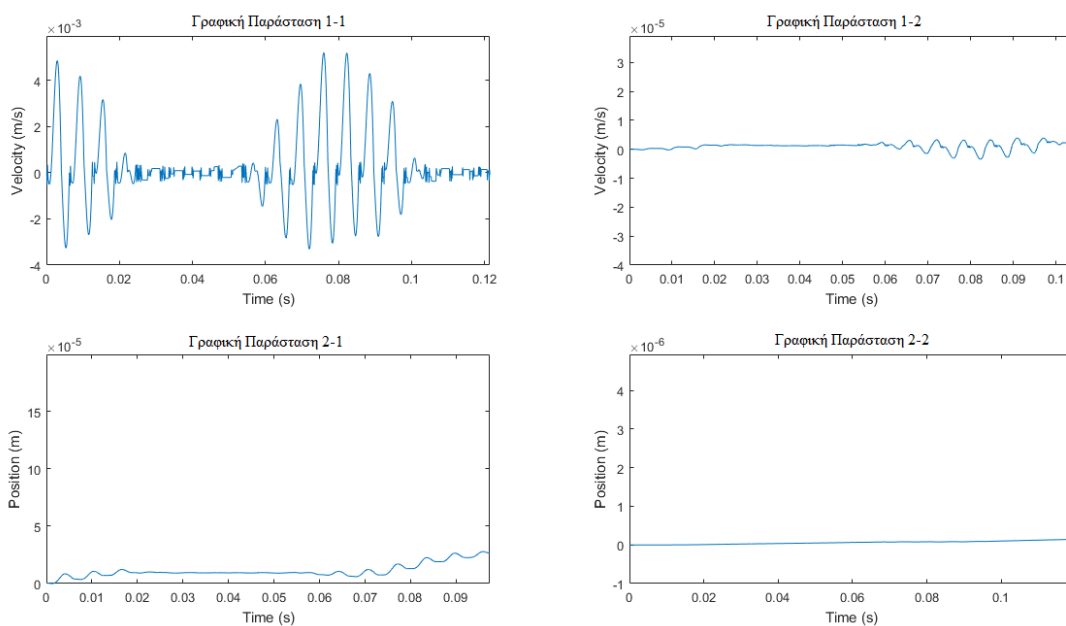 Γραφική Παράσταση 1-1
×10⁻³
4
2
0
-2
-4
Velocity (m/s)
0 0.02 0.04 0.06 0.08 0.1 0.12
Time (s)
Γραφική Παράσταση 1-2
×10⁻⁵
3
2
1
0
-1
-2
-3
-4
Velocity (m/s)
0 0.01 0.02 0.03 0.04 0.05 0.06 0.07 0.08 0.09 0.1
Time (s)
Γραφική Παράσταση 2-1
×10⁻⁵
15
10
5
0
Position (m)
0 0.01 0.02 0.03 0.04 0.05 0.06 0.07 0.08 0.09
Time (s)
Γραφική Παράσταση 2-2
×10⁻⁶
4
3
2
1
0
-1
Position (m)
0 0.02 0.04 0.06 0.08 0.1
Time (s)